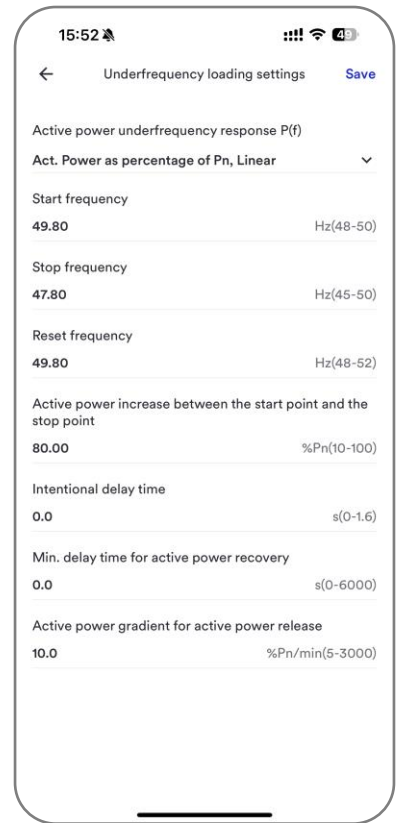 15:52
49
Underfrequency loading settings Save
Active power underfrequency response P(f)
Act. Power as percentage of Pn, Linear
Start frequency
49.80 Hz(48-50)
Stop frequency
47.80 Hz(45-50)
Reset frequency
49.80 Hz(48-52)
Active power increase between the start point and the
stop point
80.00 %Pn(10-100)
Intentional delay time
0.0 s(0-1.6)
Min. delay time for active power recovery
0.0 s(0-6000)
Active power gradient for active power release
10.0 %Pn/min(5-3000)